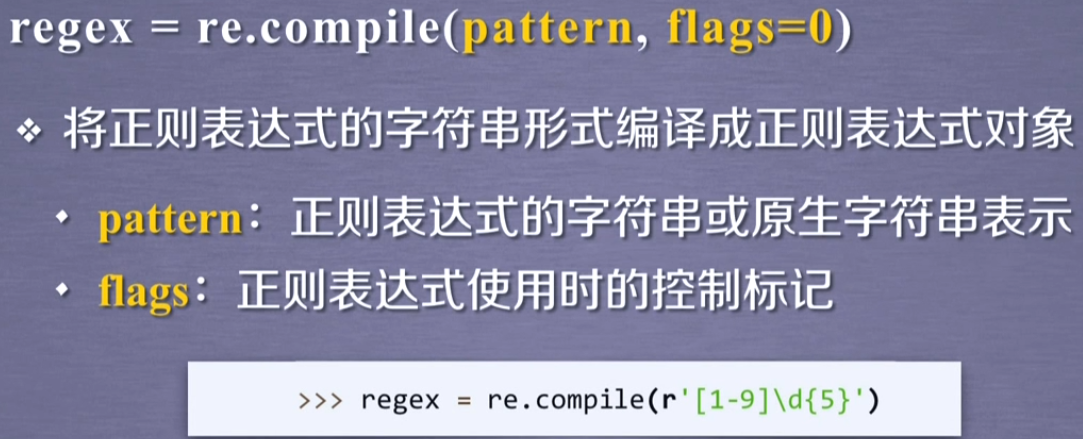 regex = re.compile(pattern, flags=0)
❖ 将正则表达式的字符串形式编译成正则表达式对象
• pattern：正则表达式的字符串或原生字符串表示
• flags：正则表达式使用时的控制标记
>>> regex = re.compile(r'[1-9]\d{5}')